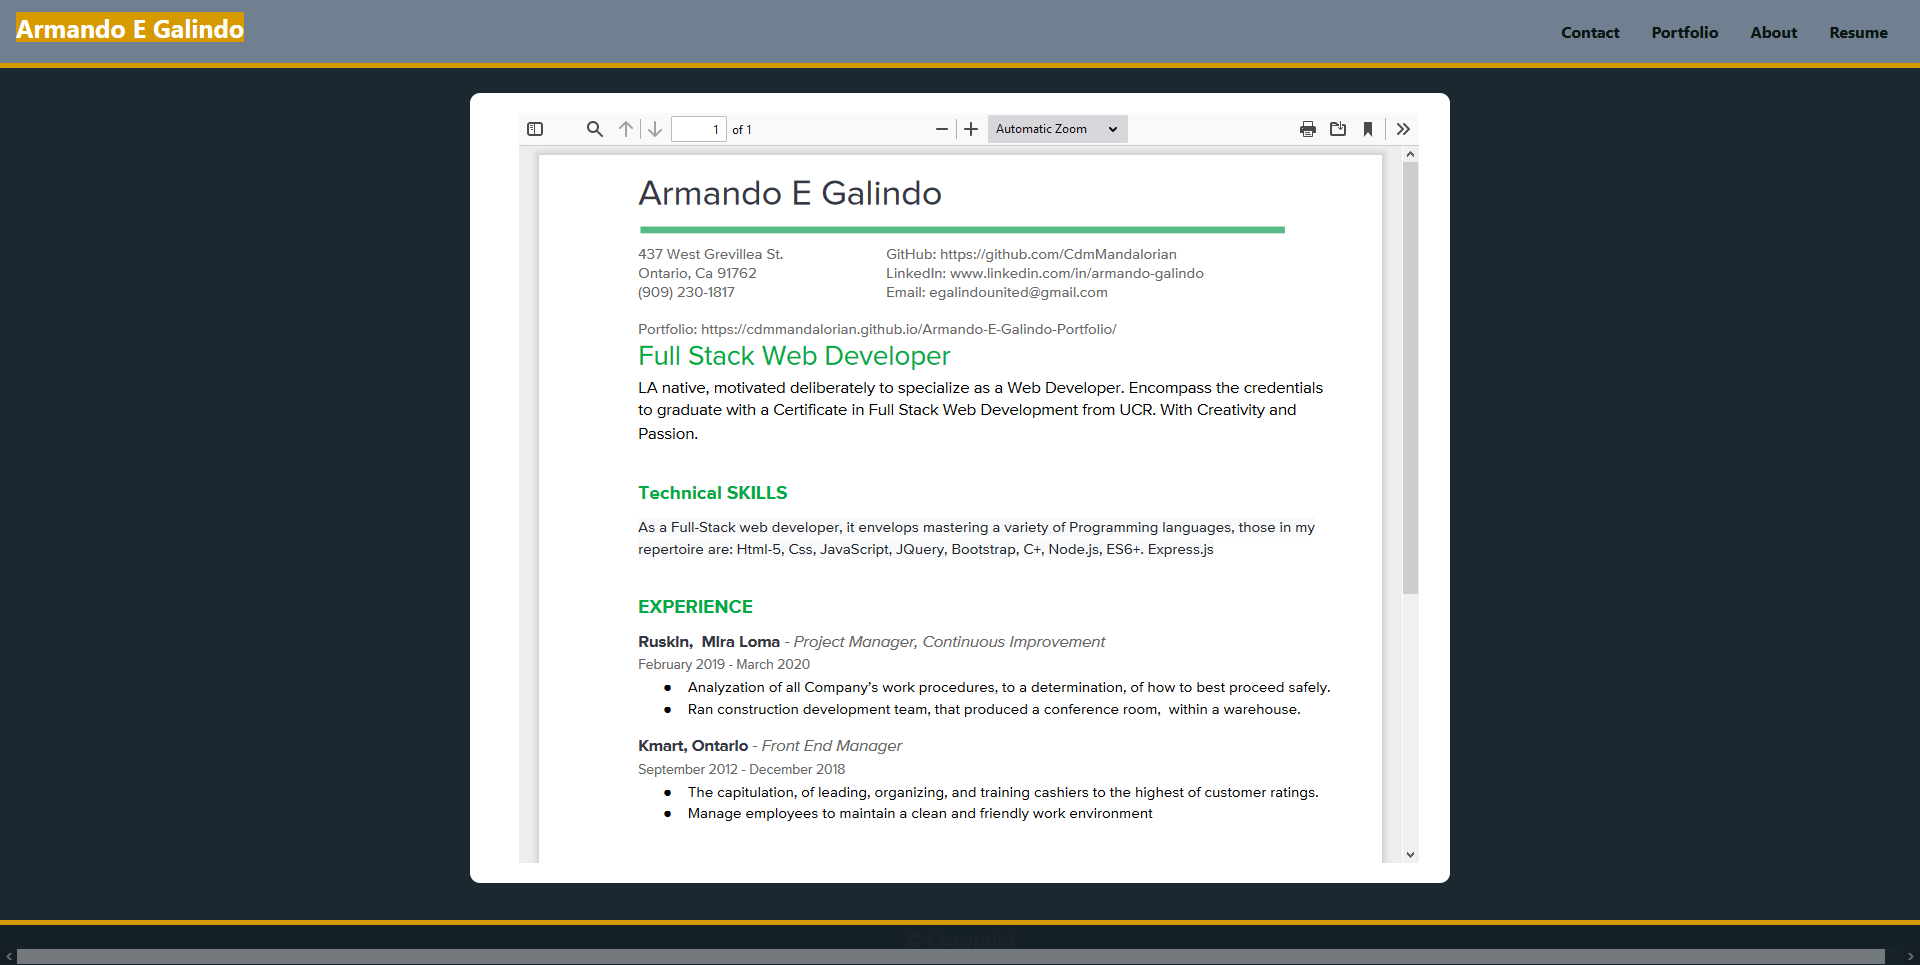 Armando E Galindo
Contact Portfolio About Resume
1 of 1 Automatic Zoom
Armando E Galindo
437 West Grevillea St.
Ontario, Ca 91762
(909) 230-1817
GitHub: https://github.com/CdmMandalorian
LinkedIn: www.linkedin.com/in/armando-galindo
Email: egalindounited@gmail.com
Portfolio: https://cdmmandalorian.github.io/Armando-E-Galindo-Portfolio/
Full Stack Web Developer
LA native, motivated deliberately to specialize as a Web Developer. Encompass the credentials
to graduate with a Certificate in Full Stack Web Development from UCR. With Creativity and
Passion.
Technical SKILLS
As a Full-Stack web developer, it envelops mastering a variety of Programming languages, those in my
repertoire are: Html-5, Css, JavaScript, JQuery, Bootstrap, C+, Node.js, ES6+. Express.js
EXPERIENCE
Ruskin, Mira Loma - Project Manager, Continuous Improvement
February 2019 - March 2020
● Analyzation of all Company's work procedures, to a determination, of how to best proceed safely.
● Ran construction development team, that produced a conference room, within a warehouse.
Kmart, Ontario - Front End Manager
September 2012 - December 2018
● The capitulation, of leading, organizing, and training cashiers to the highest of customer ratings.
● Manage employees to maintain a clean and friendly work environment
© Copyright